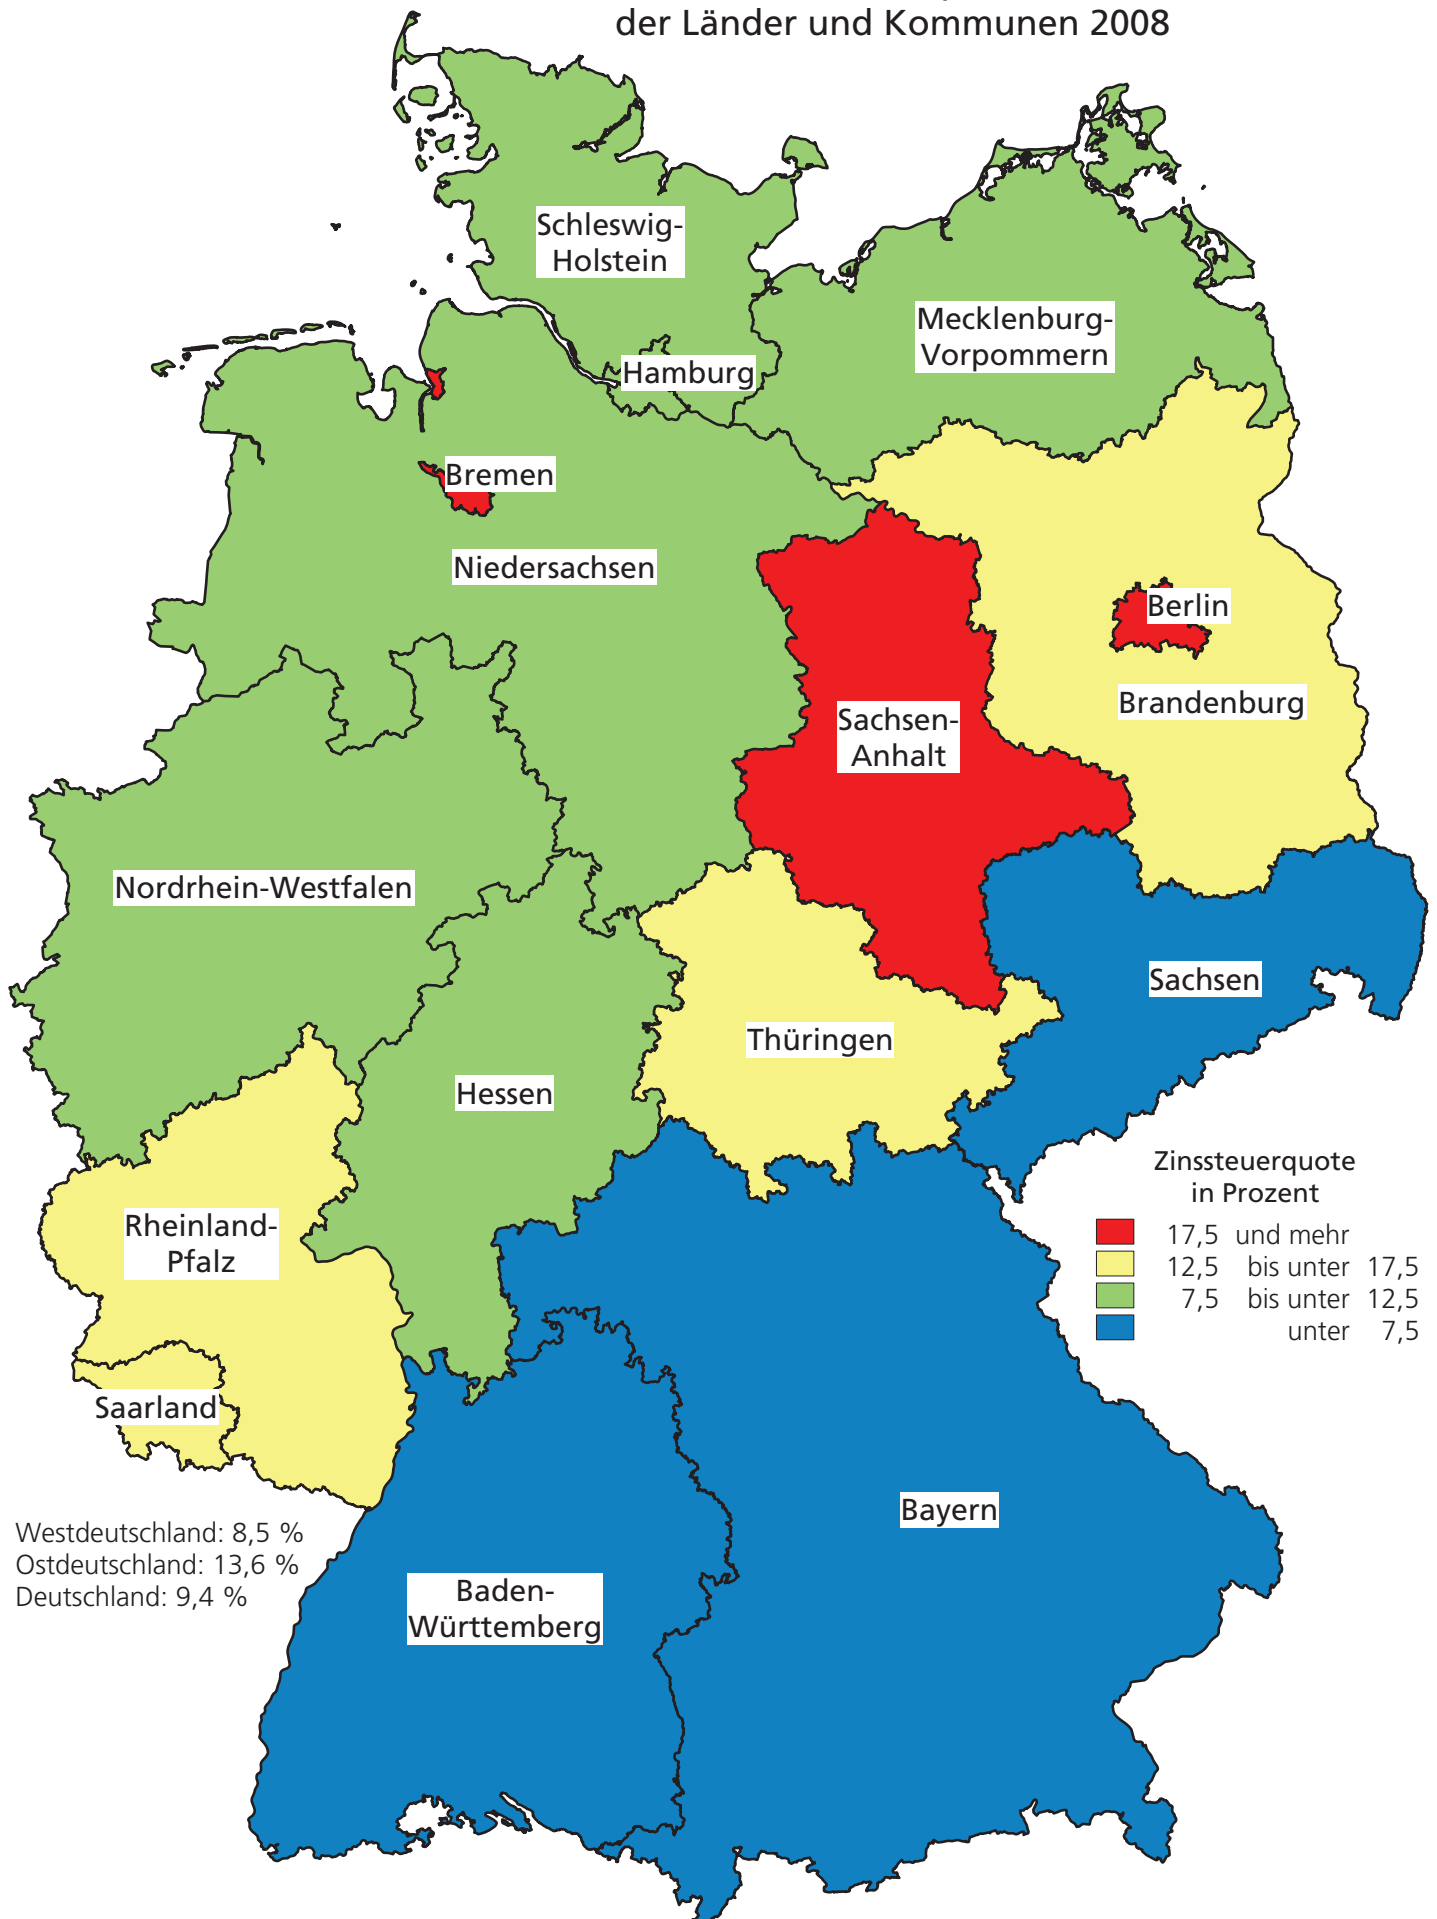 der Länder und Kommunen 2008
Schleswig-
Holstein
Mecklenburg-
Vorpommern
Hamburg
Bremen
Niedersachsen
Berlin
Brandenburg
Sachsen-
Anhalt
Nordrhein-Westfalen
Sachsen
Thüringen
Hessen
Rheinland-
Pfalz
Saarland
Zinssteuerquote
in Prozent
17,5 und mehr
12,5 bis unter 17,5
7,5 bis unter 12,5
unter 7,5
Bayern
Baden-
Württemberg
Westdeutschland: 8,5 %
Ostdeutschland: 13,6 %
Deutschland: 9,4 %